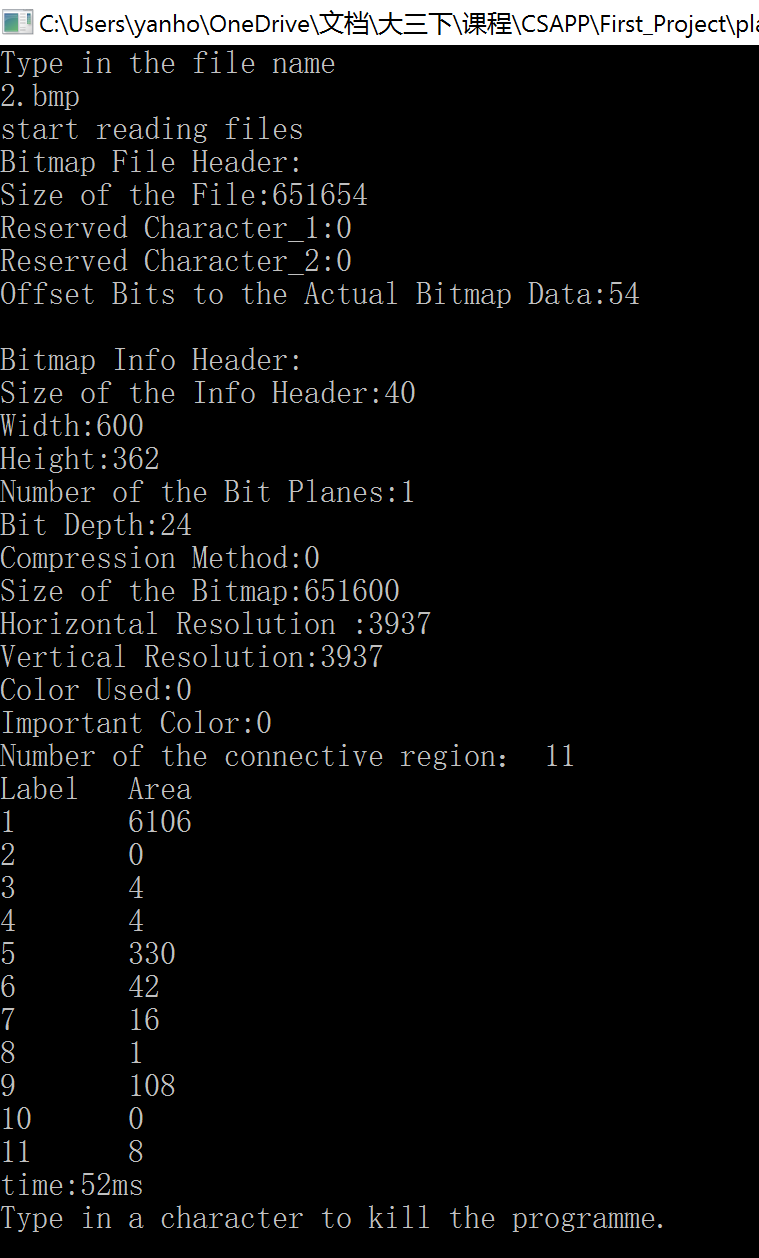 C:\Users\yanho\OneDrive\文档\大三下\课程\CSAPP\First_Project\pla
Type in the file name
2.bmp
start reading files
Bitmap File Header:
Size of the File:651654
Reserved Character_1:0
Reserved Character_2:0
Offset Bits to the Actual Bitmap Data:54
Bitmap Info Header:
Size of the Info Header:40
Width:600
Height:362
Number of the Bit Planes:1
Bit Depth:24
Compression Method:0
Size of the Bitmap:651600
Horizontal Resolution :3937
Vertical Resolution:3937
Color Used:0
Important Color:0
Number of the connective region： 11
Label Area
1 6106
2 0
3 4
4 4
5 330
6 42
7 16
8 1
9 108
10 0
11 8
time:52ms
Type in a character to kill the programme.